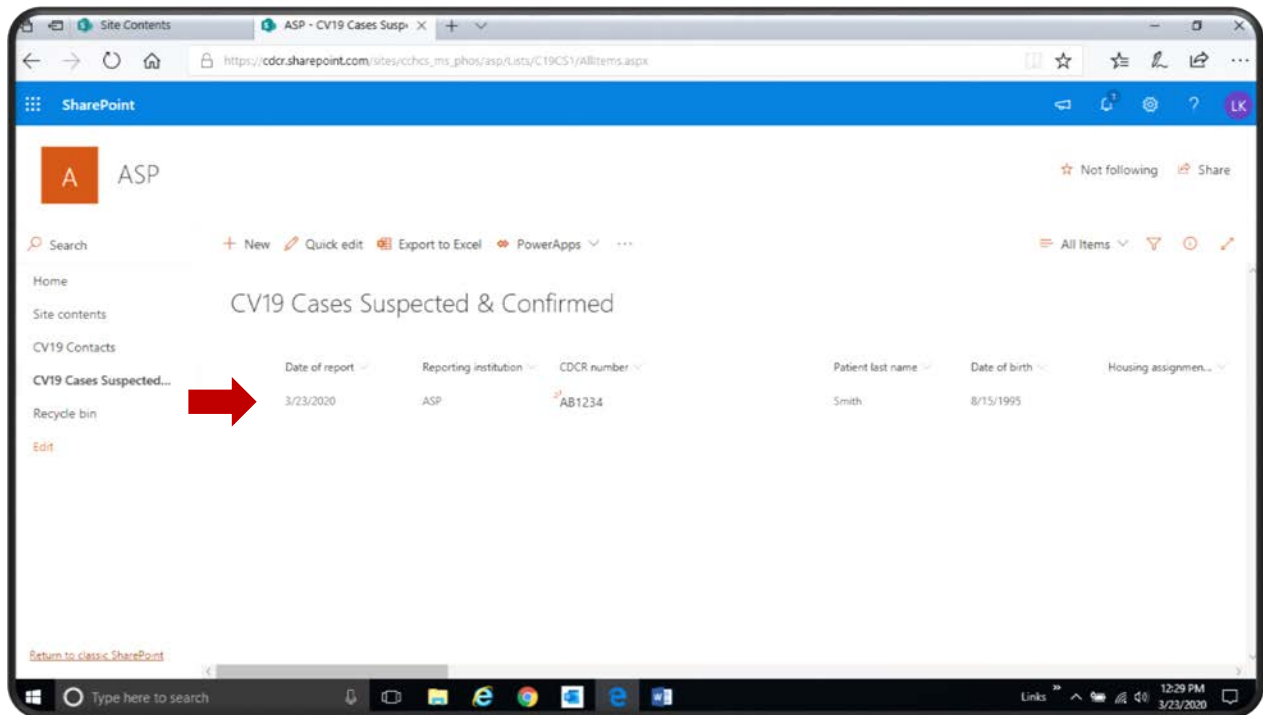 Site Contents
ASP - CV19 Cases Susp
https://cdcr.sharepoint.com/sites/cchcs_ms_phos/asp/Lists/C19CS1/AllItems.aspx
SharePoint
1
LK
A ASP
Not following Share
Search
+ New Quick edit Export to Excel PowerApps ...
All Items
Home
Site contents
CV19 Contacts
CV19 Cases Suspected...
Recycle bin
Edit
CV19 Cases Suspected & Confirmed
Date of report Reporting institution CDCR number Patient last name Date of birth Housing assignmen...
3/23/2020 ASP AB1234 Smith 8/15/1995
Return to classic SharePoint
Type here to search
Links
12:29 PM
3/23/2020